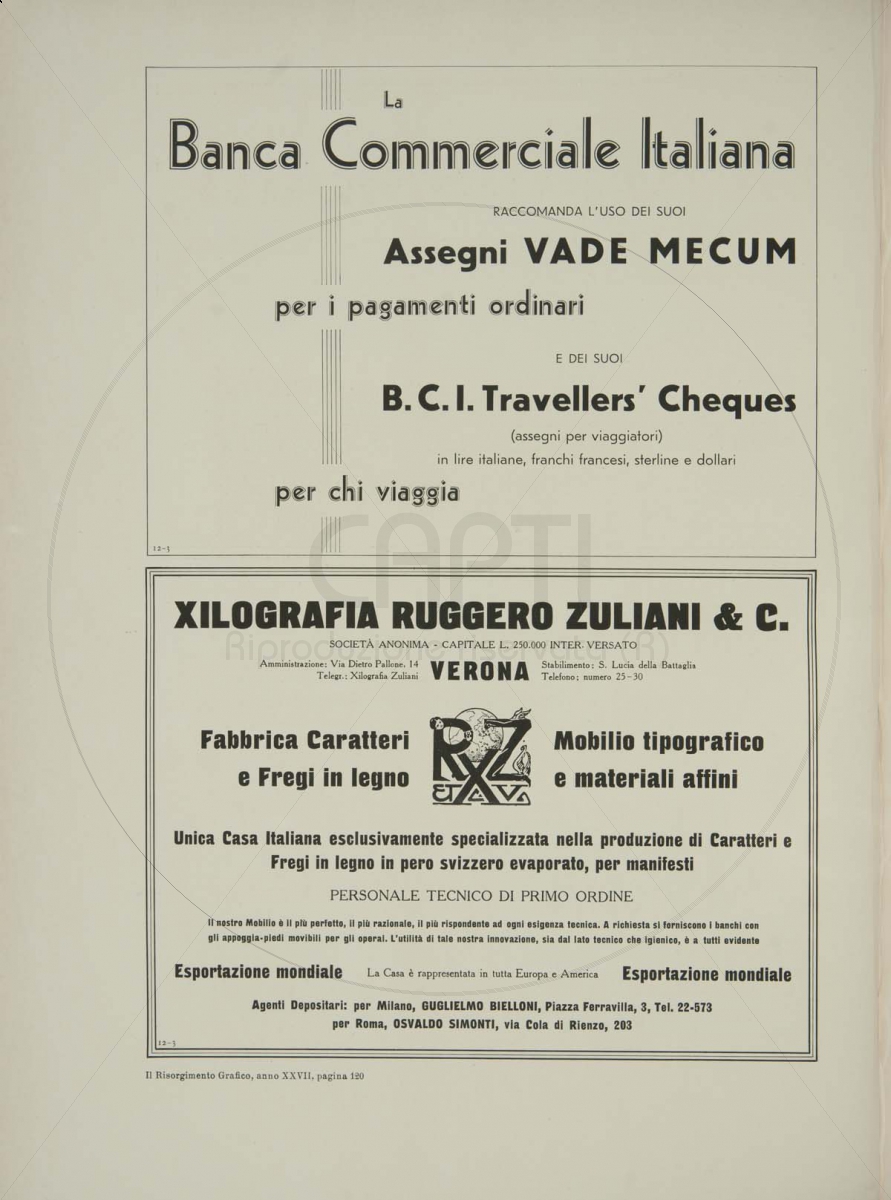 La
Banca Commerciale Italiana
RACCOMANDA L'USO DEI SUOI
Assegni VADE MECUM
per i pagamenti ordinari
E DEI SUOI
B. C. I. Travellers' Cheques
(assegni per viaggiatori)
in lire italiane, franchi francesi, sterline e dollari
per chi viaggia
12-3
CAPTI
Riproduzione riservata (R)
XILOGRAFIA RUGGERO ZULIANI & C.
SOCIETÀ ANONIMA - CAPITALE L. 250.000 INTER. VERSATO
Amministrazione: Via Dietro Pallone, 14
Telegr.: Xilografia Zuliani
VERONA
Stabilimento; S. Lucia della Battaglia
Telefono; numero 25-30
Fabbrica Caratteri
e Fregi in legno
RXZ
ET AVA
Mobilio tipografico
e materiali affini
Unica Casa Italiana esclusivamente specializzata nella produzione di Caratteri e
Fregi in legno in pero svizzero evaporato, per manifesti
PERSONALE TECNICO DI PRIMO ORDINE
Il nostro Mobilio è il più perfetto, il più razionale, il più rispondente ad ogni esigenza tecnica. A richiesta si forniscono i banchi con
gli appoggia-piedi movibili per gli operai. L'utilità di tale nostra innovazione, sia dal lato tecnico che igienico, è a tutti evidente
Esportazione mondiale La Casa è rappresentata in tutta Europa e America Esportazione mondiale
Agenti Depositari: per Milano, GUGLIELMO BIELLONI, Piazza Ferravilla, 3, Tel. 22-573
per Roma, OSVALDO SIMONTI, via Cola di Rienzo, 203
12-3
Il Risorgimento Grafico, anno XXVII, pagina 120